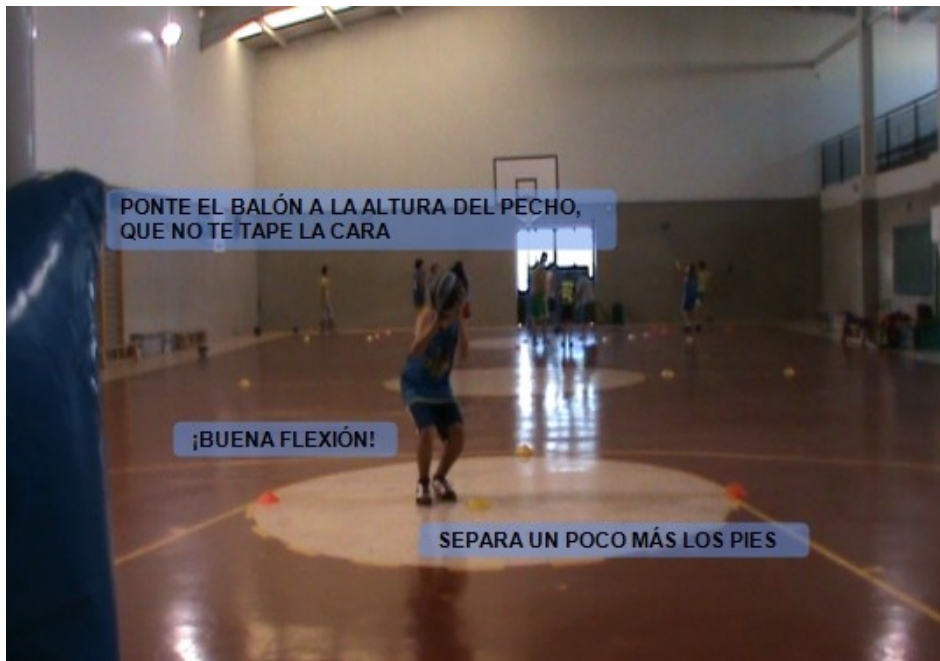 PONTE EL BALÓN A LA ALTURA DEL PECHO,
QUE NO TE TAPE LA CARA
¡BUENA FLEXIÓN!
SEPARA UN POCO MÁS LOS PIES